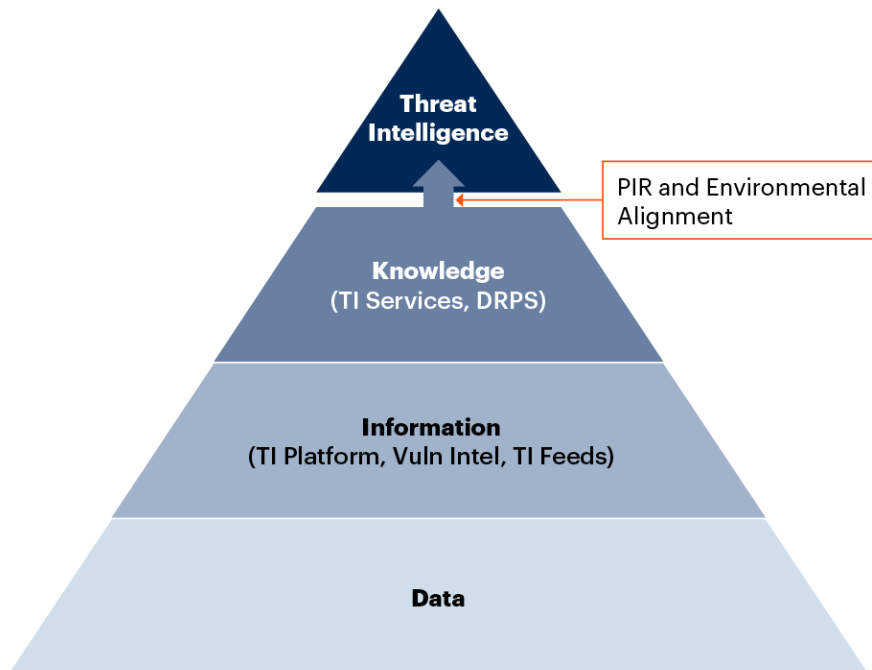 Threat
Intelligence
PIR and Environmental
Alignment
Knowledge
(TI Services, DRPS)
Information
(TI Platform, Vuln Intel, TI Feeds)
Data